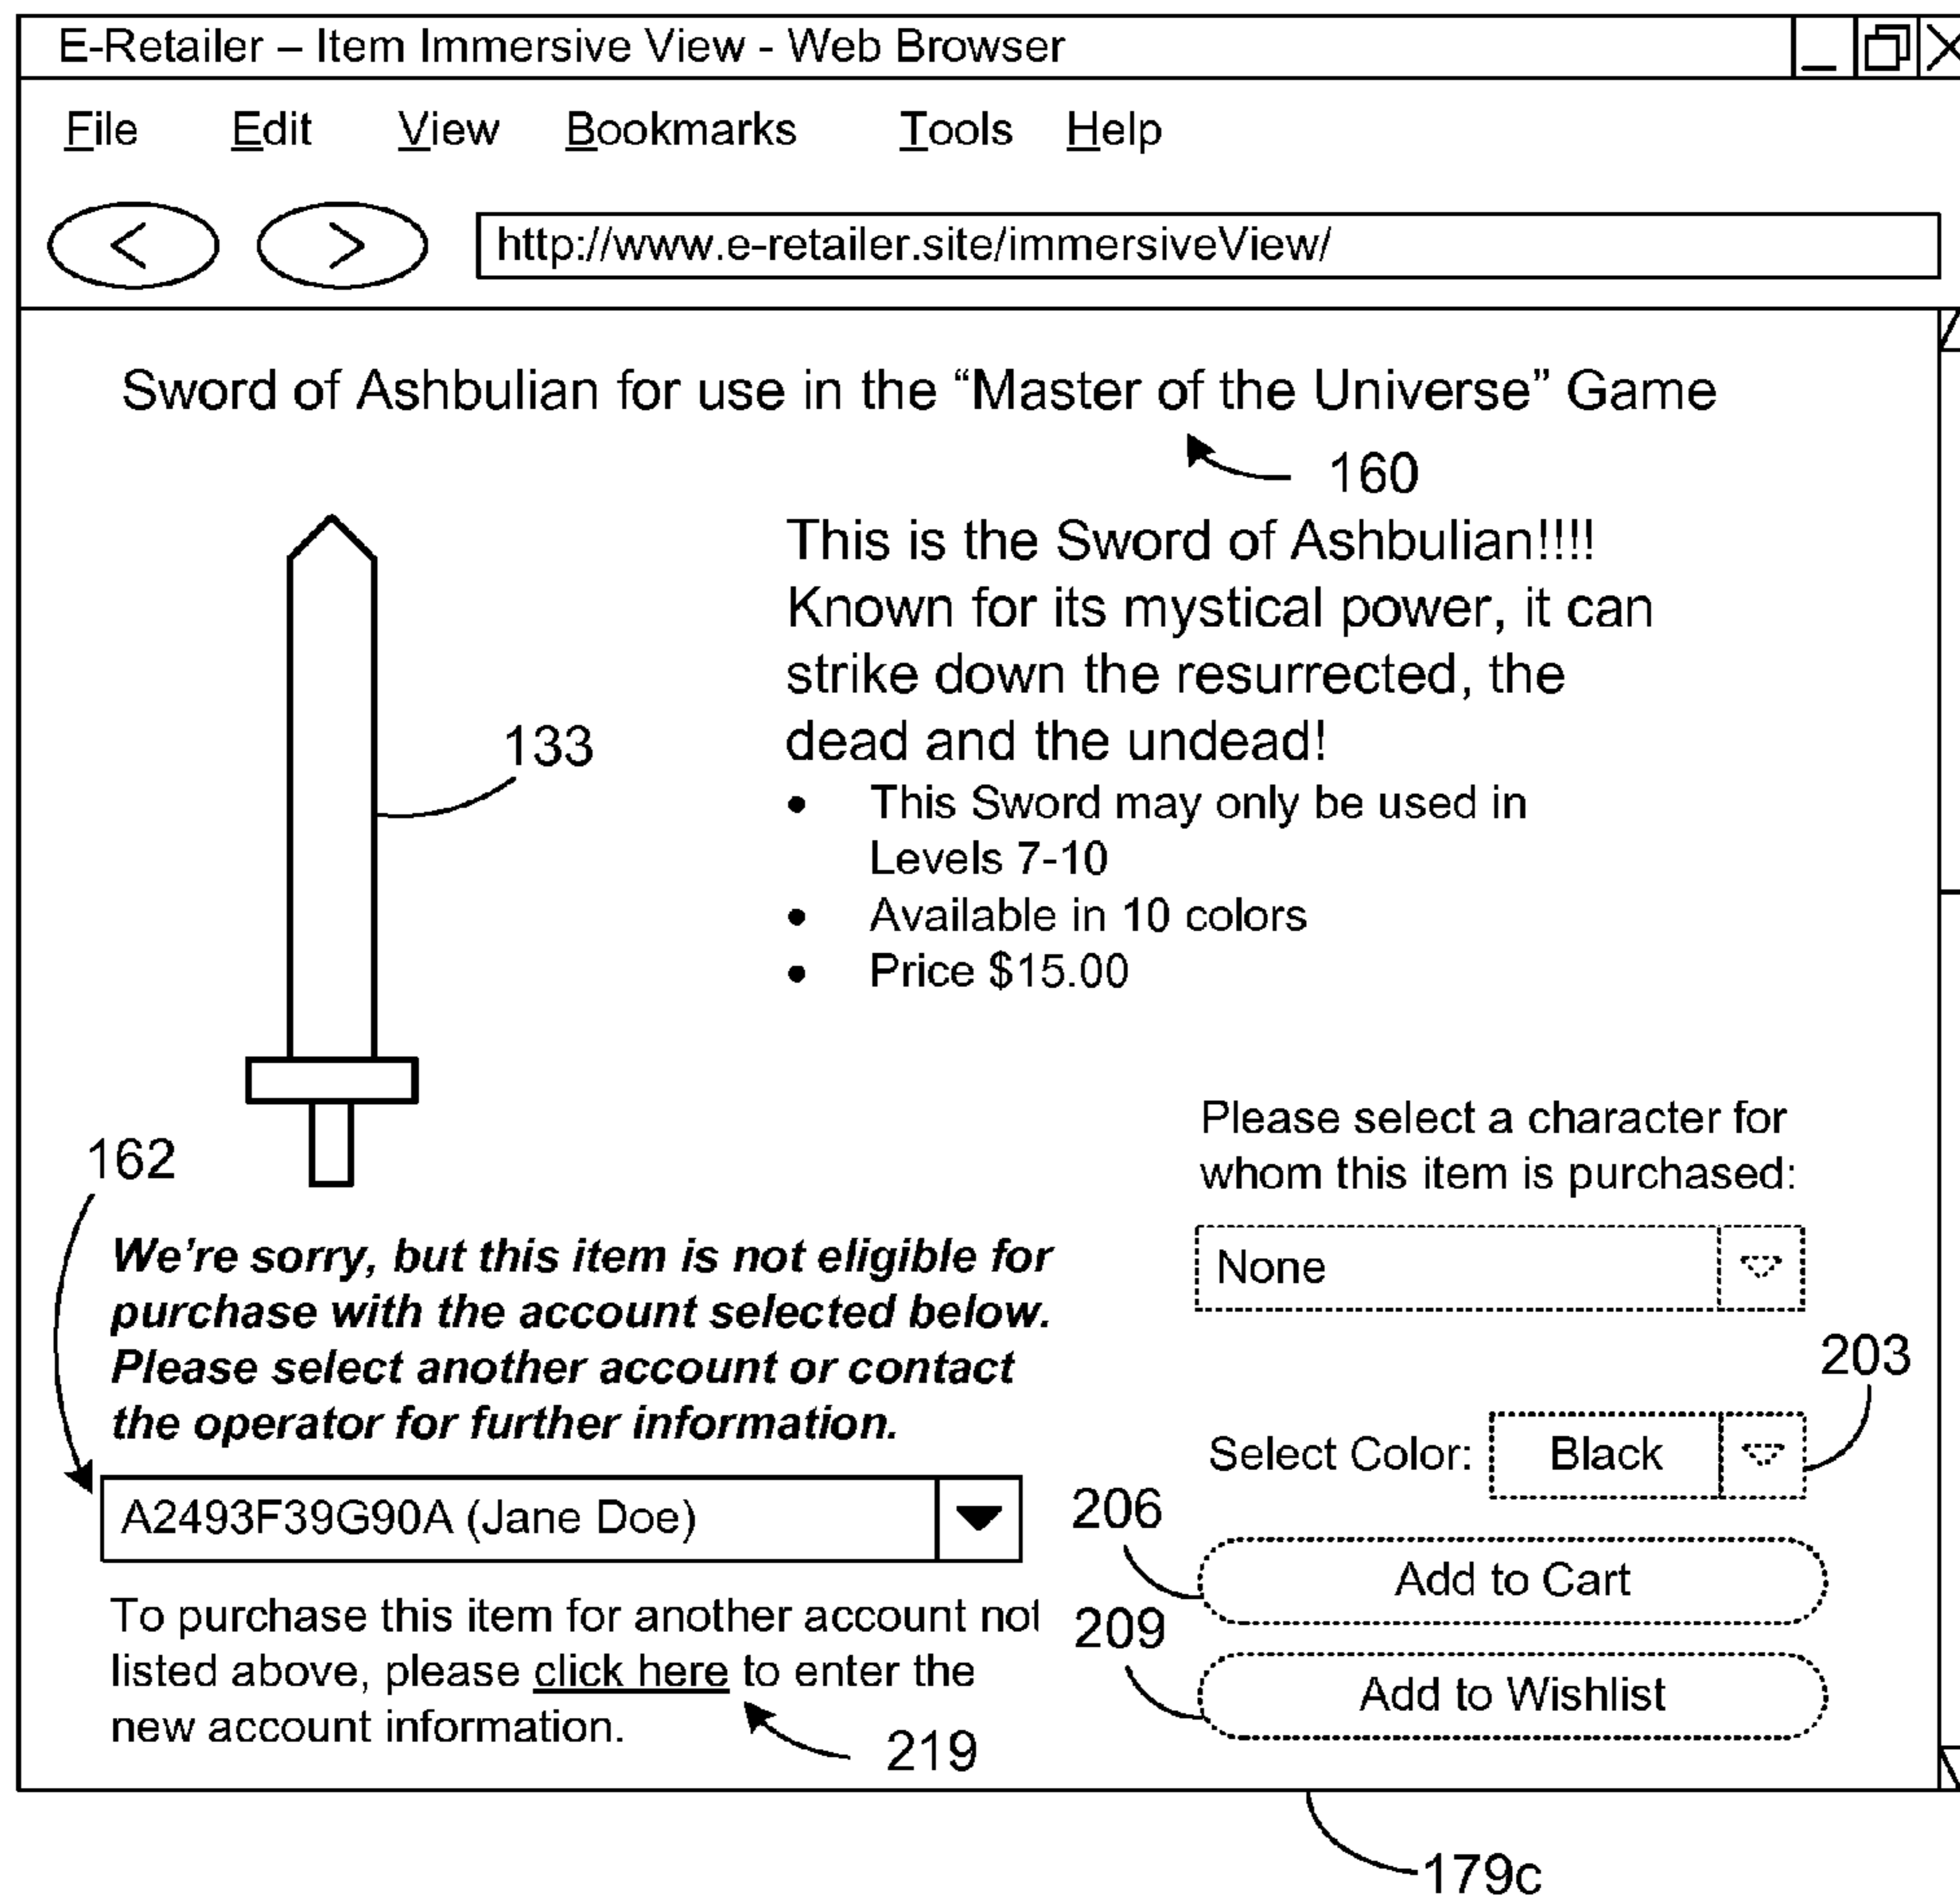 E-Retailer – Item Immersive View - Web Browser
File Edit View Bookmarks Tools Help
< > http://www.e-retailer.site/immersiveView/
Sword of Ashbulian for use in the “Master of the Universe” Game
160
This is the Sword of Ashbulian!!!!
Known for its mystical power, it can
strike down the resurrected, the
dead and the undead!
• This Sword may only be used in
Levels 7-10
• Available in 10 colors
• Price $15.00
133
162
We’re sorry, but this item is not eligible for
purchase with the account selected below.
Please select another account or contact
the operator for further information.
A2493F39G90A (Jane Doe)
To purchase this item for another account not
listed above, please click here to enter the
new account information.
219
Please select a character for
whom this item is purchased:
None
203
Select Color: Black
206
Add to Cart
209
Add to Wishlist
179c